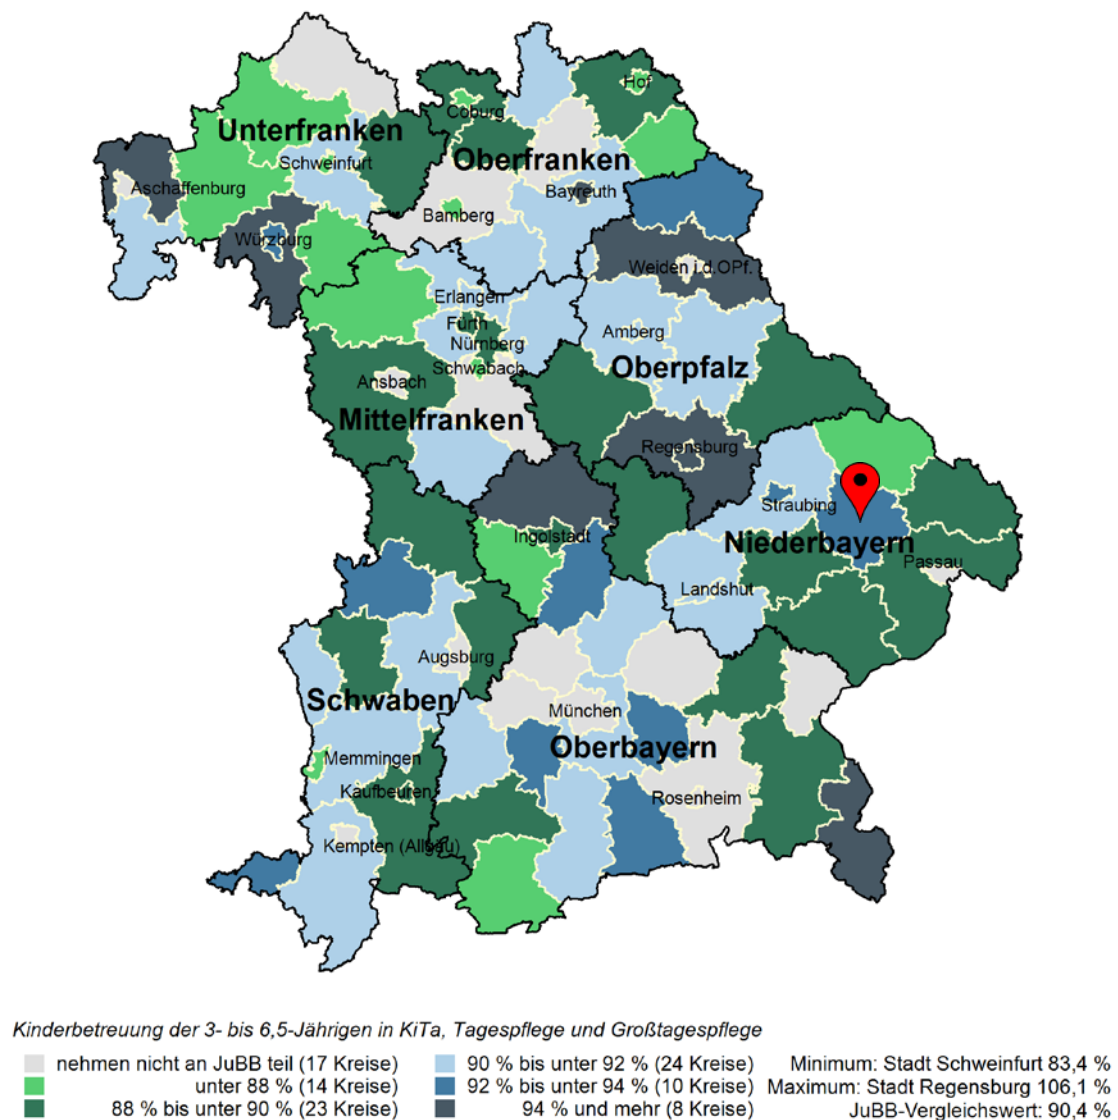 Hof
Coburg
Unterfranken
Oberfranken
Schweinfurt
Aschaffenburg
Bayreuth
Bamberg
Würzburg
Weiden i.d.OPf.
Erlangen
Fürth
Amberg
Nürnberg
Schwabach
Oberpfalz
Ansbach
Mittelfranken
Regensburg
Straubing
Ingolstadt
Niederbayern
Passau
Landshut
Augsburg
Schwaben
München
Oberbayern
Memmingen
Kaufbeuren
Rosenheim
Kempten (Allgäu)
Kinderbetreuung der 3- bis 6,5-Jährigen in KiTa, Tagespflege und Großtagespflege
nehmen nicht an JuBB teil (17 Kreise)
unter 88 % (14 Kreise)
88 % bis unter 90 % (23 Kreise)
90 % bis unter 92 % (24 Kreise)
92 % bis unter 94 % (10 Kreise)
94 % und mehr (8 Kreise)
Minimum: Stadt Schweinfurt 83,4 %
Maximum: Stadt Regensburg 106,1 %
JuBB-Vergleichswert: 90,4 %